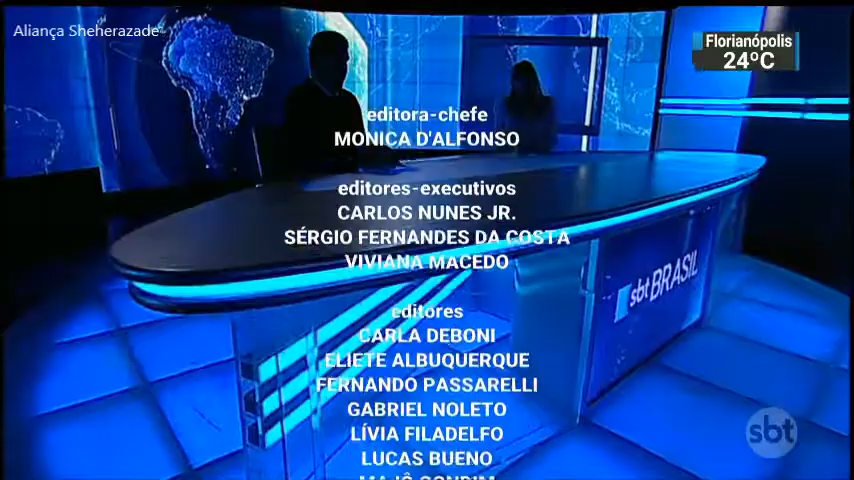 Aliança Sheherazade
Florianópolis
24ºC
editora-chefe
MONICA D'ALFONSO
editores-executivos
CARLOS NUNES JR.
SÉRGIO FERNANDES DA COSTA
VIVIANA MACEDO
editores
CARLA DEBONI
ELIETE ALBUQUERQUE
FERNANDO PASSARELLI
GABRIEL NOLETO
LÍVIA FILADELFO
LUCAS BUENO
sbt BRASIL
sbt